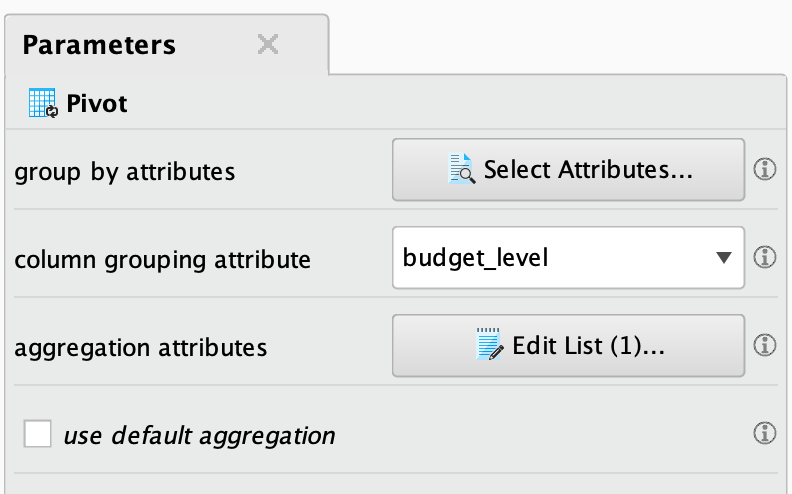 Parameters
Pivot
group by attributes
Select Attributes...
column grouping attribute
budget_level
aggregation attributes
Edit List (1)...
use default aggregation